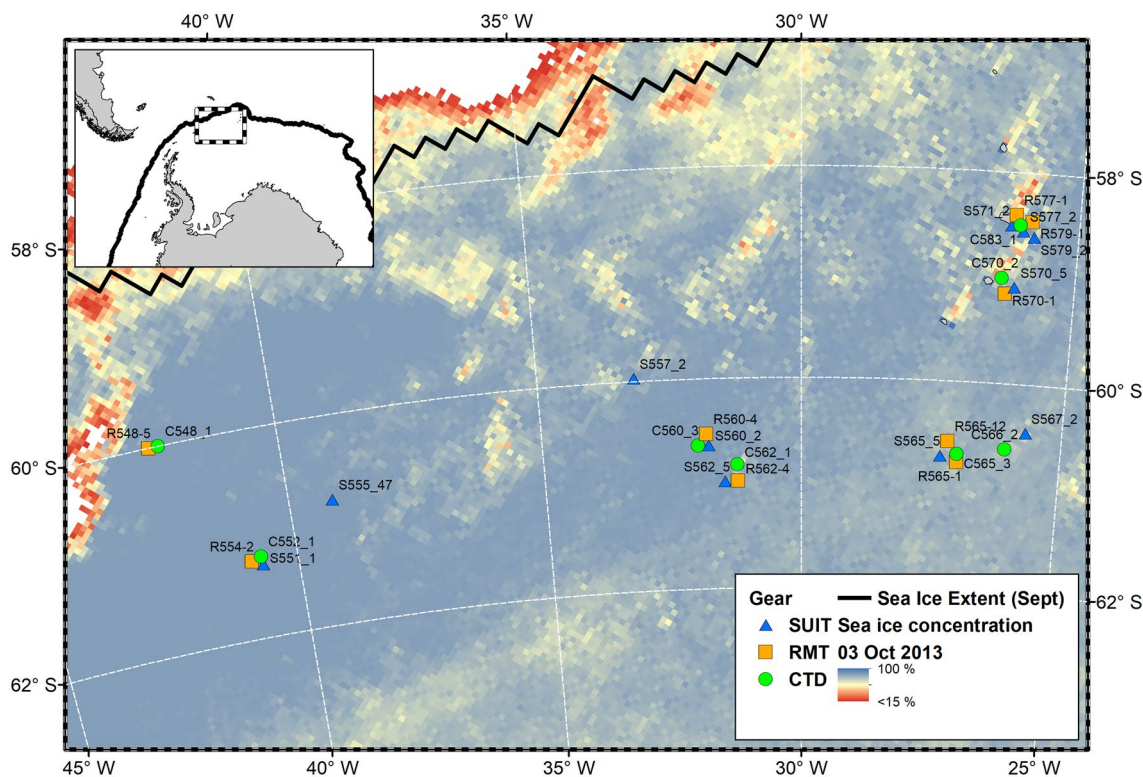 40° W
35° W
30° W
58° S
58° S
60° S
60° S
62° S
62° S
R577-1
S571_2
S577_2
R579-1
C583_1
S579_2
C570_2
S570_5
R570-1
S557_2
R548-5
C548_1
R560-4
C560_3
S560_2
C562_1
S562_5
R562-4
S567_2
R565-12
C566_2
S565_5
C565_3
R565-1
S555_47
C552_1
R554-2
S551_1
Gear
Sea Ice Extent (Sept)
SUIT
Sea ice concentration
RMT
03 Oct 2013
CTD
100 %
<15 %
45° W
40° W
35° W
30° W
25° W